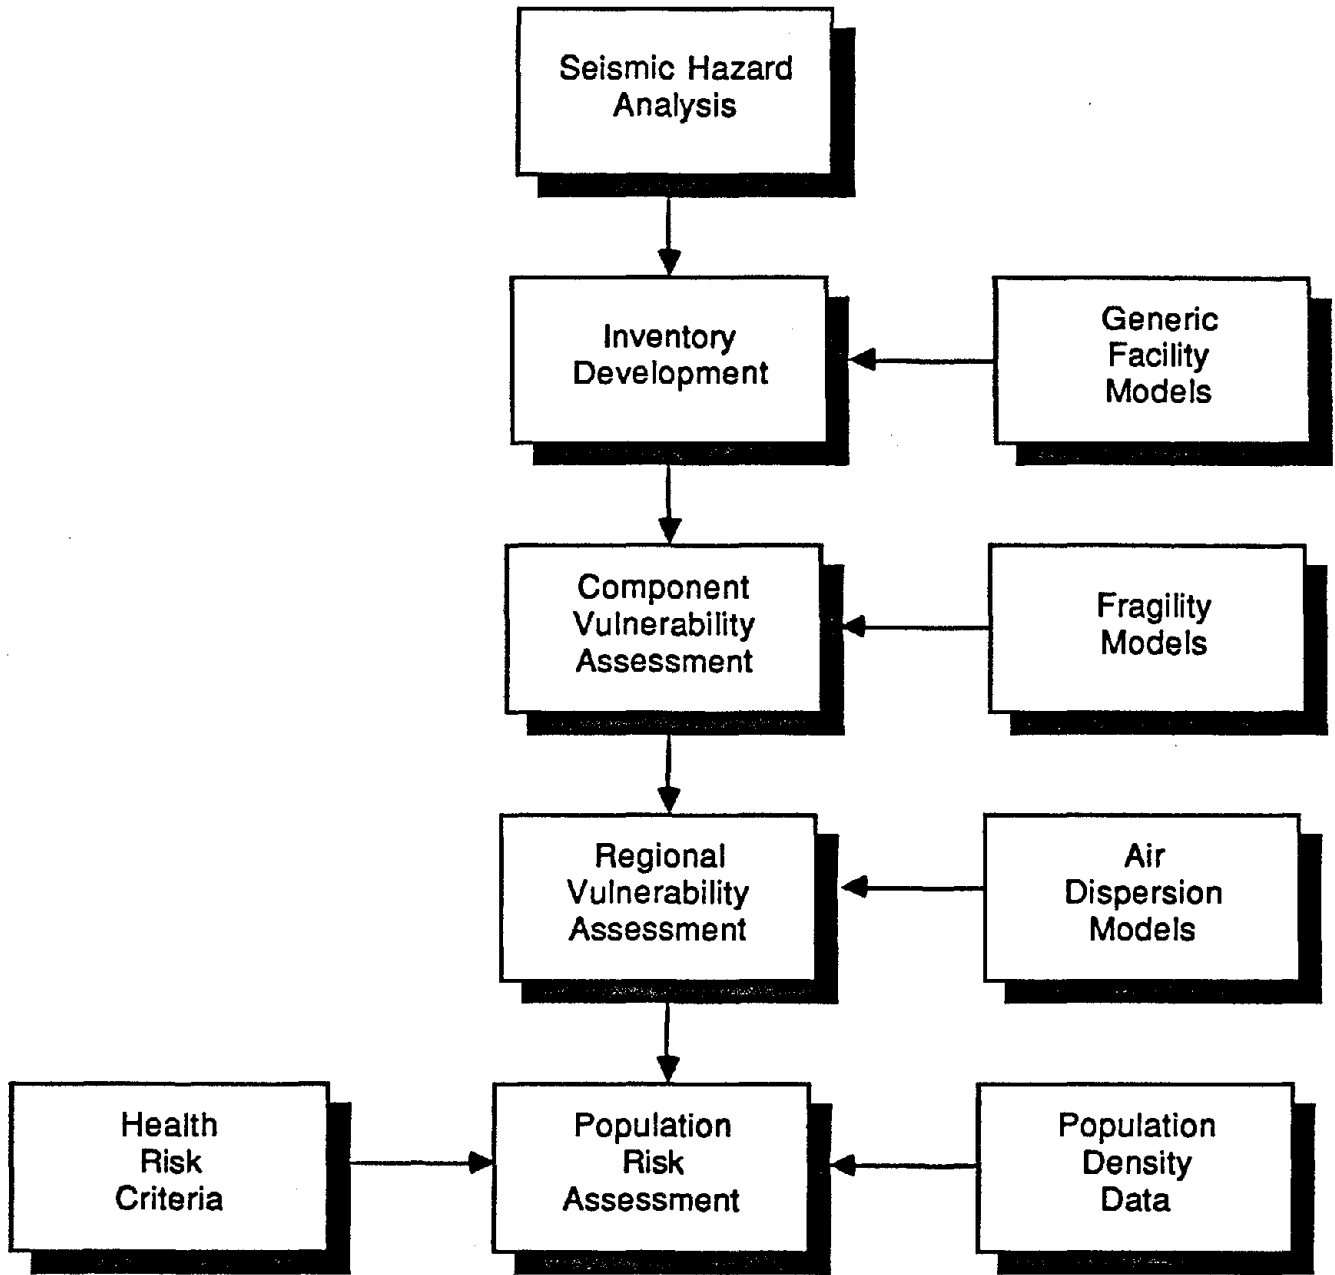 Seismic Hazard
Analysis
Inventory
Development
Generic
Facility
Models
Component
Vulnerability
Assessment
Fragility
Models
Regional
Vulnerability
Assessment
Air
Dispersion
Models
Health
Risk
Criteria
Population
Risk
Assessment
Population
Density
Data